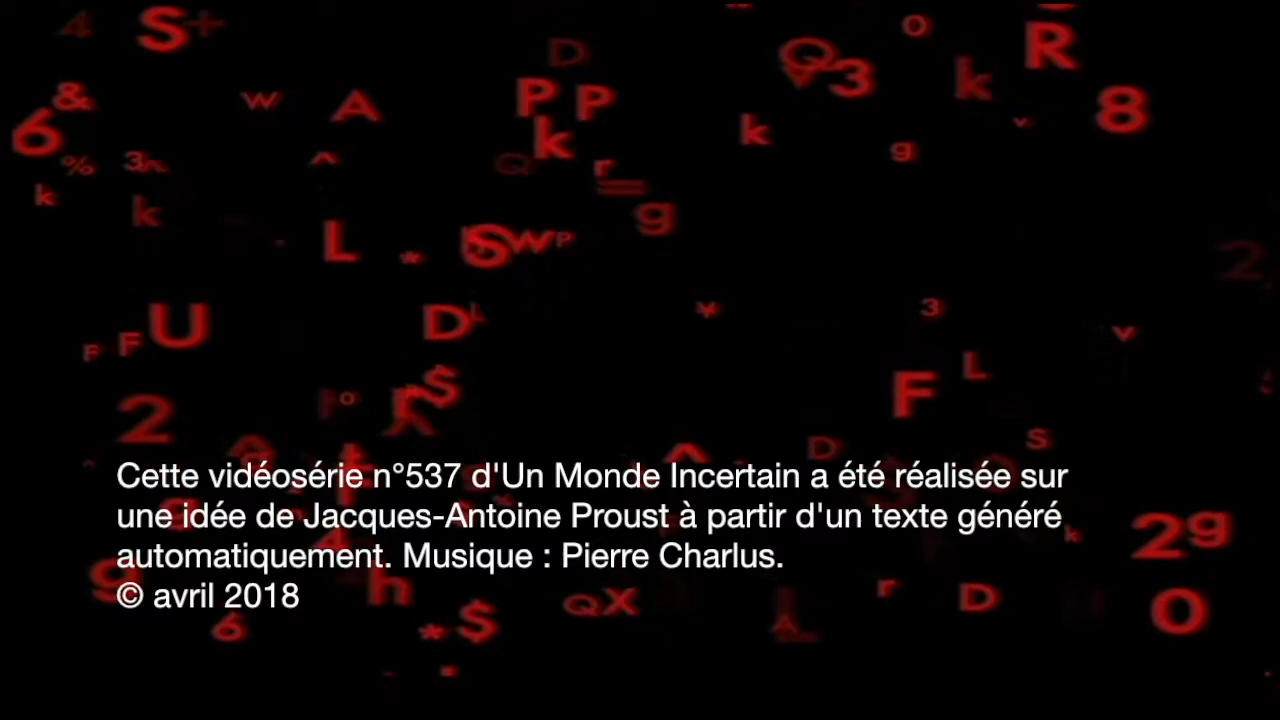 Cette vidéosérie n°537 d'Un Monde Incertain a été réalisée sur
une idée de Jacques-Antoine Proust à partir d'un texte généré
automatiquement. Musique : Pierre Charlus.
© avril 2018